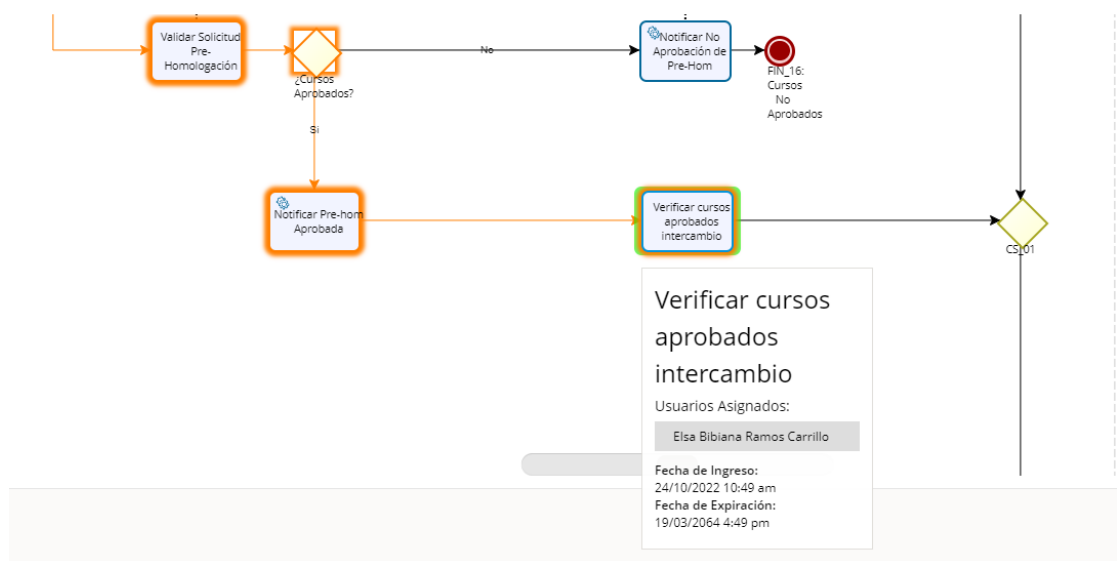 Validar Solicitud
Pre-
Homologación
¿Cursos
Aprobados?
No
Notificar No
Aprobación de
Pre-Hom
FIN_16:
Cursos
No
Aprobados
Si
Notificar Pre-hom
Aprobada
Verificar cursos
aprobados
intercambio
CS_01
Verificar cursos
aprobados
intercambio
Usuarios Asignados:
Elsa Bibiana Ramos Carrillo
Fecha de Ingreso:
24/10/2022 10:49 am
Fecha de Expiración:
19/03/2064 4:49 pm